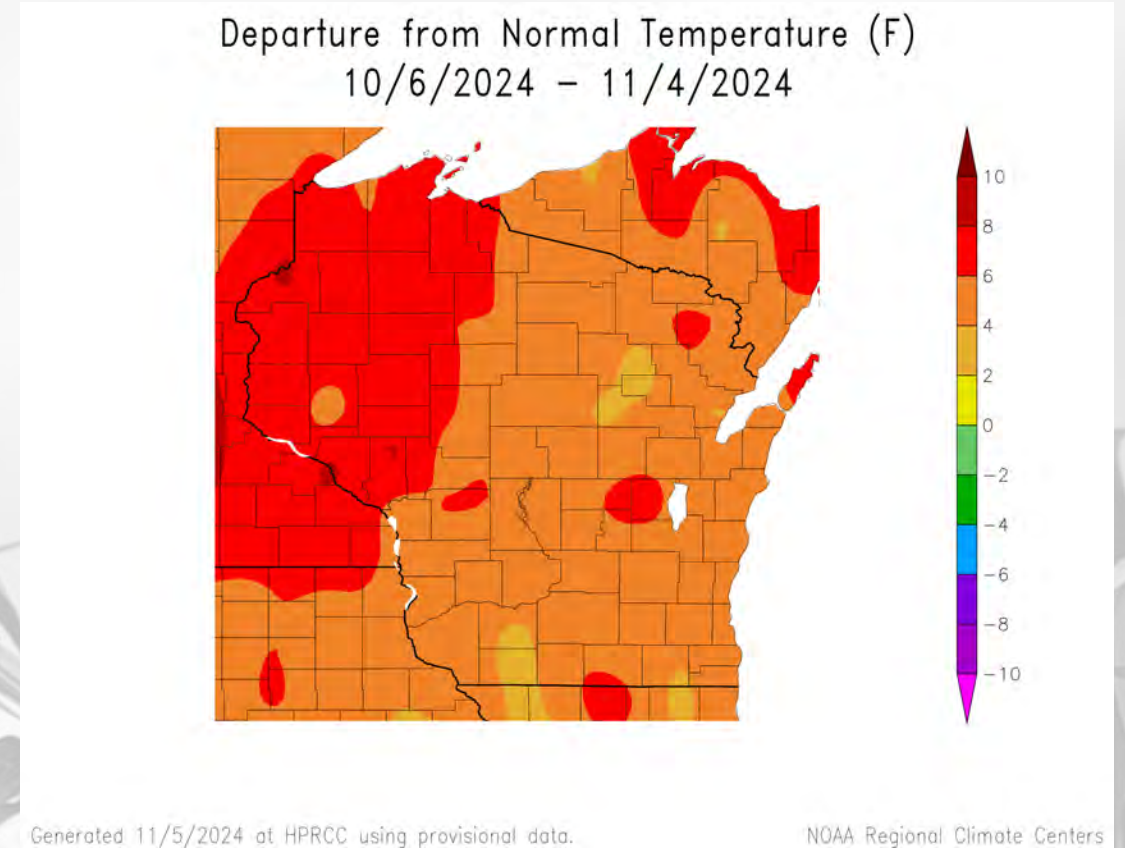 Departure from Normal Temperature (F)
10/6/2024 – 11/4/2024
10
8
6
4
2
0
−2
−4
−6
−8
−10
Generated 11/5/2024 at HPRCC using provisional data.
NOAA Regional Climate Centers